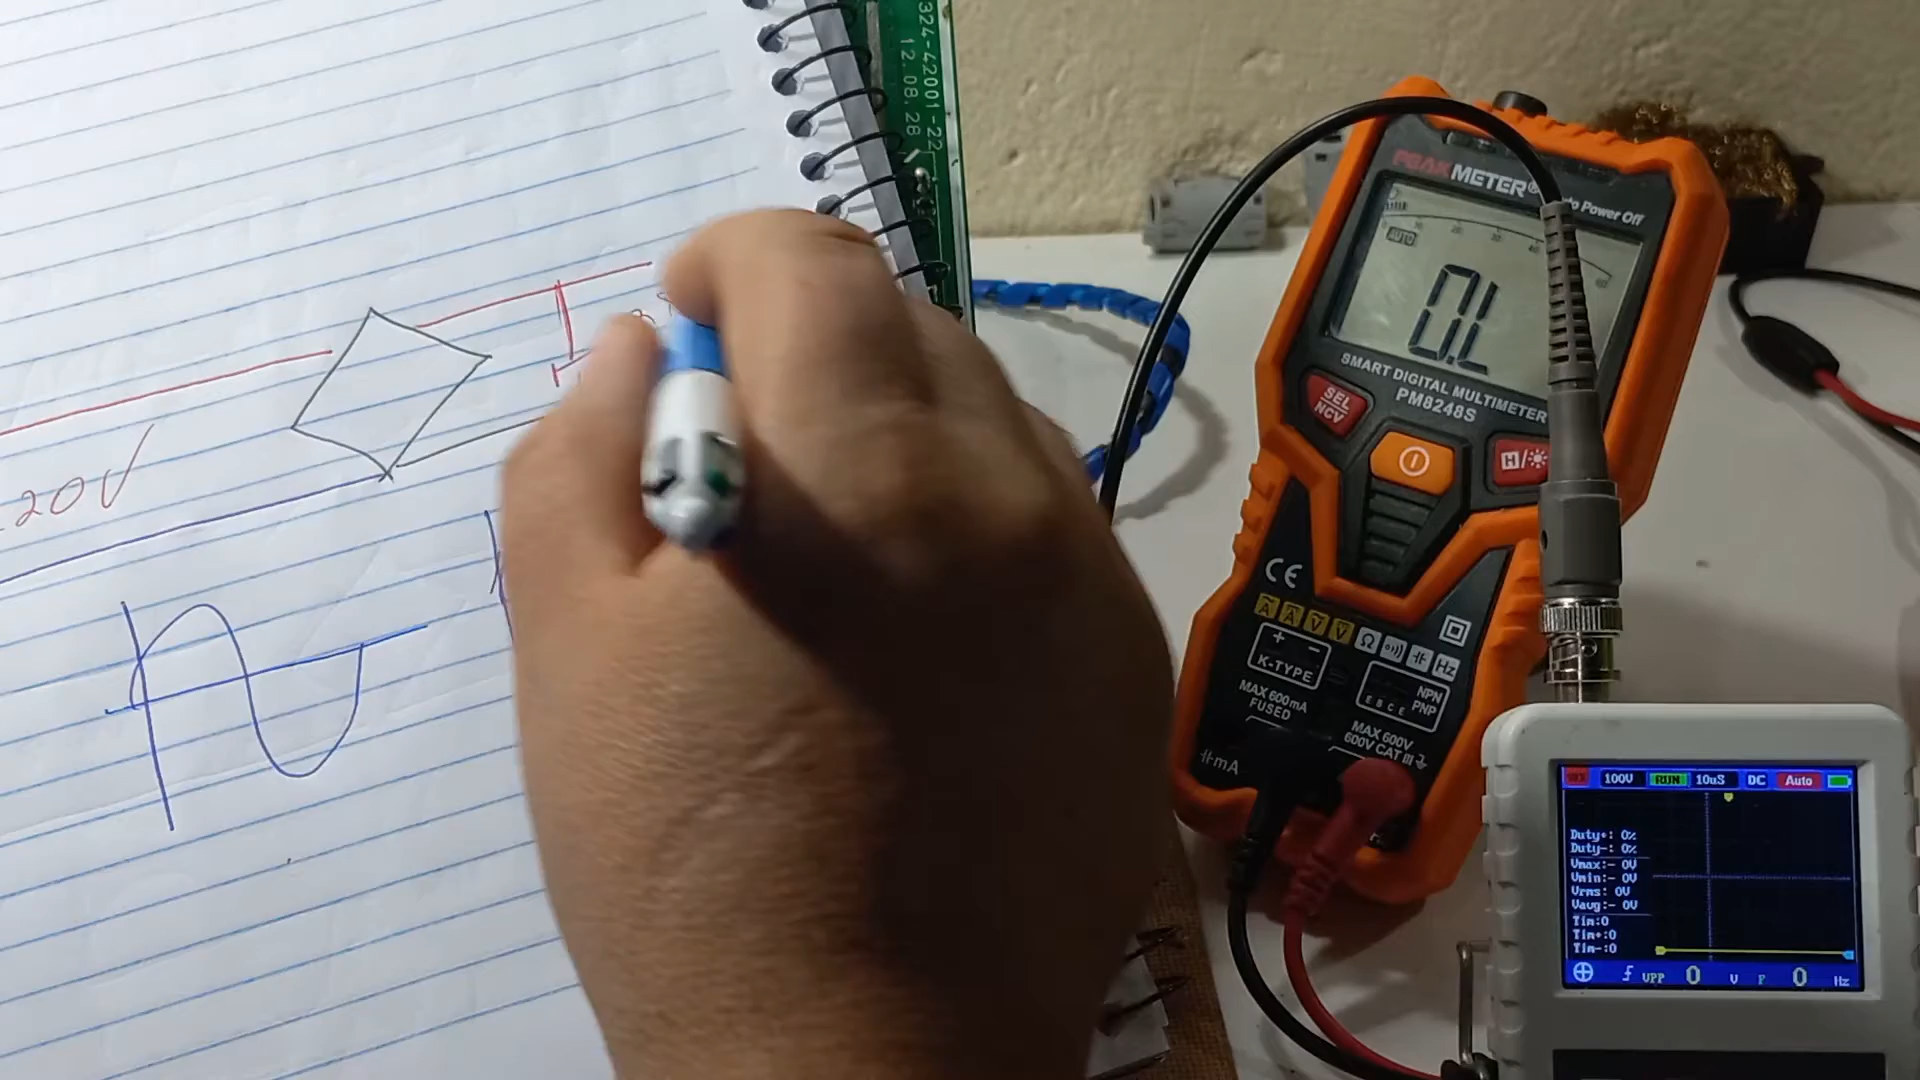 324-42001-22
12.08.28
20V
PEAKMETER®
Auto Power Off
AUTO
0.L
SMART DIGITAL MULTIMETER
PM8248S
SEL
NCV
H/
CE
A A V V Ω Hz
+ -
K-TYPE
NPN
PNP
E B C E
MAX 600mA
FUSED
MAX 600V
600V CAT III
mA
100V RUN 10uS DC Auto
Duty+: 0%
Duty-: 0%
Vmax:- 0V
Vmin:- 0V
Vrms: 0V
Vavg:- 0V
Tim:0
Tim+:0
Tim-:0
VPP 0 V F 0 Hz